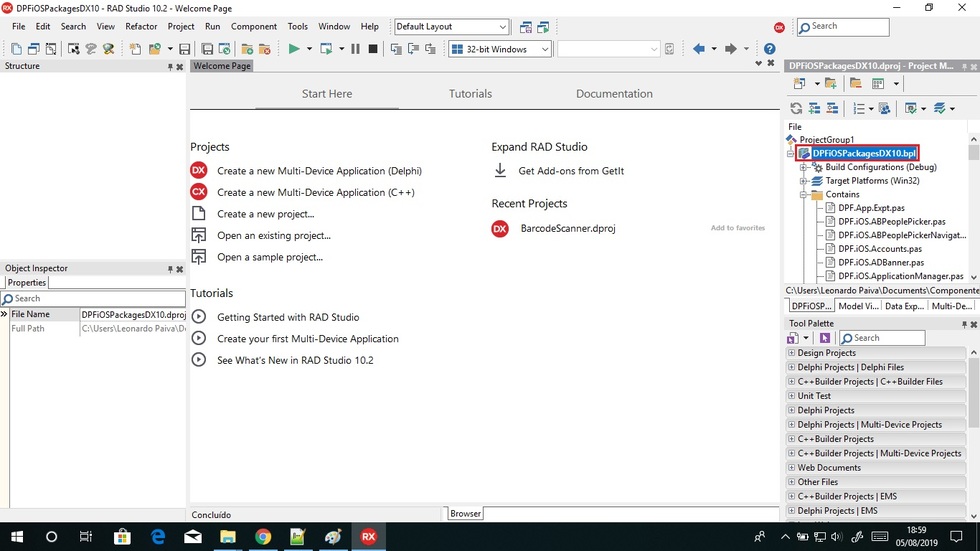 DPFiOSPackagesDX10 - RAD Studio 10.2 - Welcome Page
File Edit Search View Refactor Project Run Component Tools Window Help
Default Layout
Search
32-bit Windows
Structure
Welcome Page
Start Here Tutorials Documentation
Projects
Create a new Multi-Device Application (Delphi)
Create a new Multi-Device Application (C++)
Create a new project...
Open an existing project...
Open a sample project...
Tutorials
Getting Started with RAD Studio
Create your first Multi-Device Application
See What's New in RAD Studio 10.2
Expand RAD Studio
Get Add-ons from GetIt
Recent Projects
BarcodeScanner.dproj
Add to favorites
Object Inspector
Properties
Search
File Name DPFiOSPackagesDX10.dproj
Full Path C:\Users\Leonardo Paiva\Do
Concluído
Browser
DPFiOSPackagesDX10.dproj - Project M...
File
ProjectGroup1
DPFiOSPackagesDX10.bpl
Build Configurations (Debug)
Target Platforms (Win32)
Contains
DPF.App.Expt.pas
DPF.iOS.ABPeoplePicker.pas
DPF.iOS.ABPeoplePickerNavigat...
DPF.iOS.Accounts.pas
DPF.iOS.ADBanner.pas
DPF.iOS.ApplicationManager.pas
C:\Users\Leonardo Paiva\Documents\Componente
DPFiOSP... Model Vi... Data Exp... Multi-De...
Tool Palette
Search
Design Projects
Delphi Projects | Delphi Files
C++Builder Projects | C++Builder Files
Unit Test
Delphi Projects
Delphi Projects | Multi-Device Projects
C++Builder Projects
C++Builder Projects | Multi-Device Projects
Web Documents
Other Files
C++Builder Projects | EMS
Delphi Projects | EMS
18:59
05/08/2019